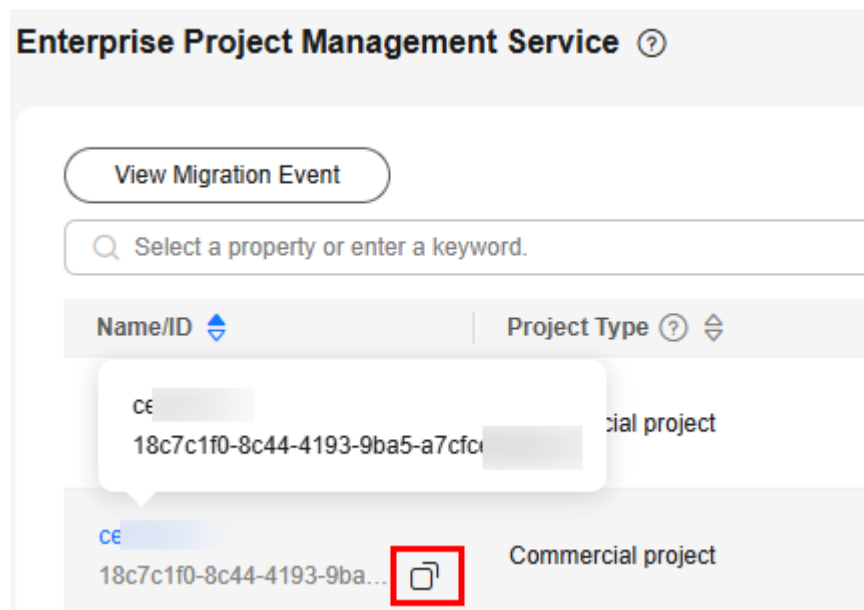 Enterprise Project Management Service
View Migration Event
Select a property or enter a keyword.
Name/ID Project Type
ce
18c7c1f0-8c44-4193-9ba5-a7cfc
cial project
ce
18c7c1f0-8c44-4193-9ba...
Commercial project